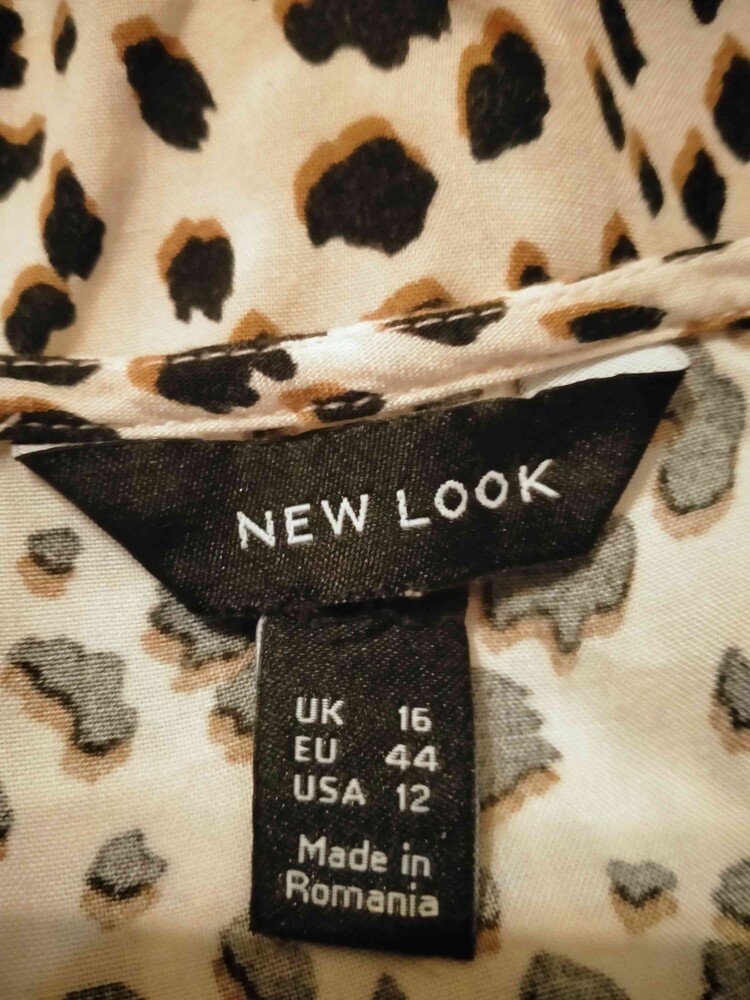 NEW LOOK
UK 16
EU 44
USA 12
Made in
Romania